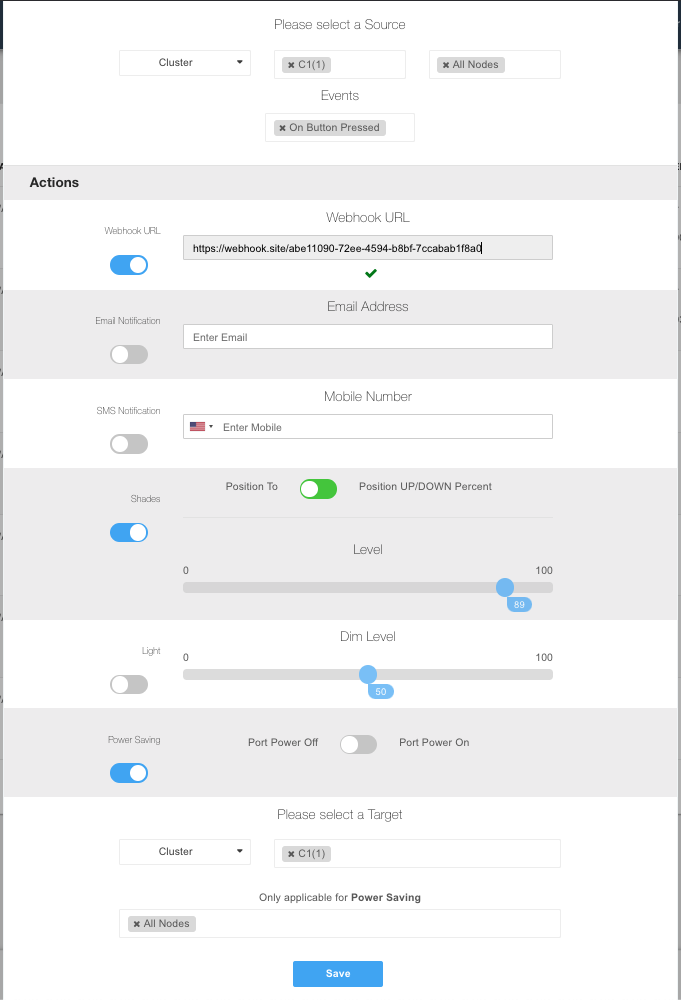 Please select a Source
Cluster
× C1(1)
× All Nodes
Events
× On Button Pressed
Actions
Webhook URL
Webhook URL
https://webhook.site/abe11090-72ee-4594-b8bf-7ccabab1f8a0
Email Notification
Email Address
Enter Email
SMS Notification
Mobile Number
Enter Mobile
Shades
Position To
Position UP/DOWN Percent
Level
0
100
89
Light
Dim Level
0
100
50
Power Saving
Port Power Off
Port Power On
Please select a Target
Cluster
× C1(1)
Only applicable for Power Saving
× All Nodes
Save